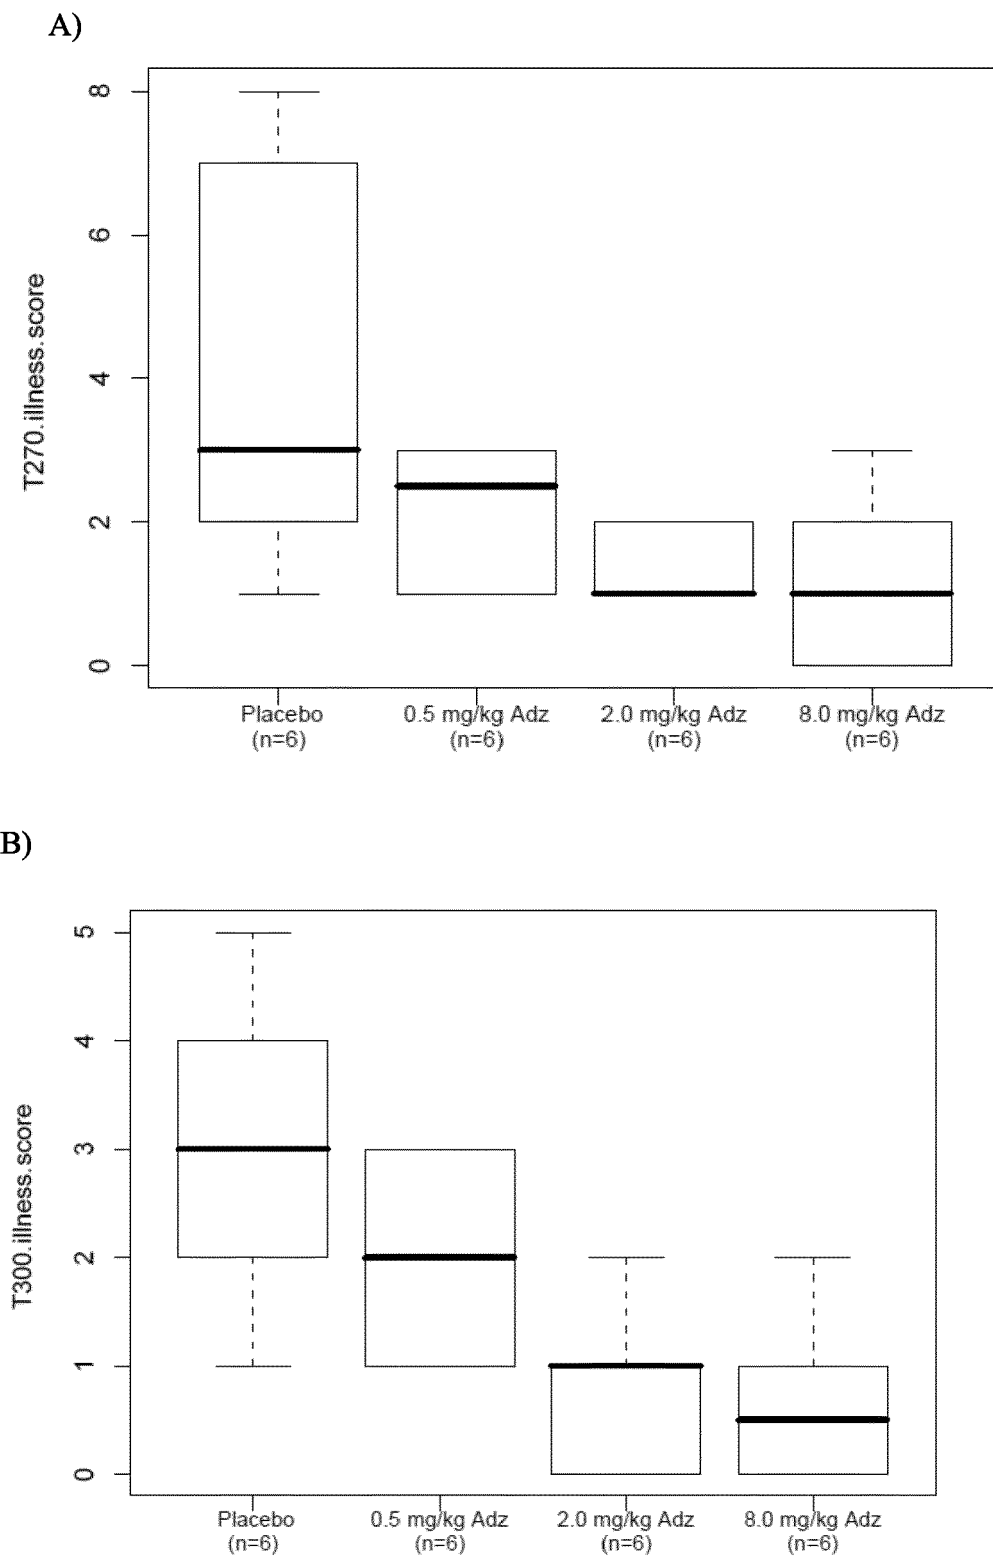 A)
8
6
4
2
0
T270.illness.score
Placebo 0.5 mg/kg Adz 2.0 mg/kg Adz 8.0 mg/kg Adz
(n=6) (n=6) (n=6) (n=6)
B)
5
4
3
2
1
0
T300.illness.score
Placebo 0.5 mg/kg Adz 2.0 mg/kg Adz 8.0 mg/kg Adz
(n=6) (n=6) (n=6) (n=6)